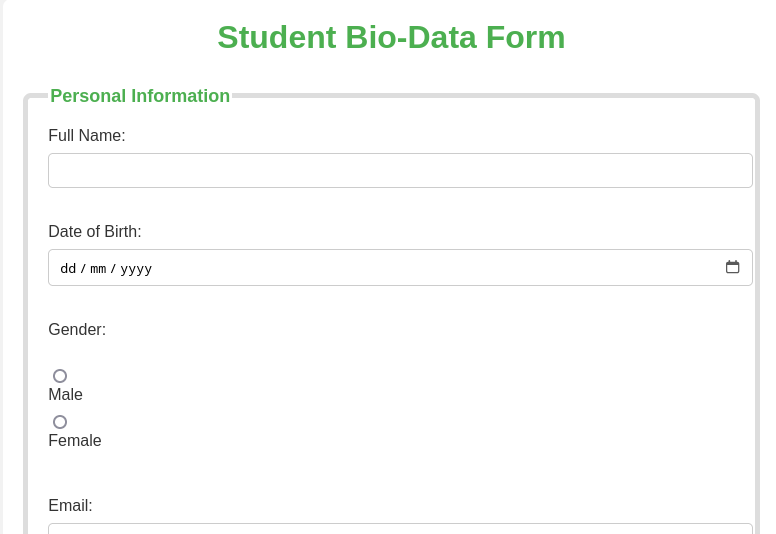 Student Bio-Data Form
Personal Information
Full Name:
Date of Birth:
dd / mm / yyyy
Gender:
Male
Female
Email: